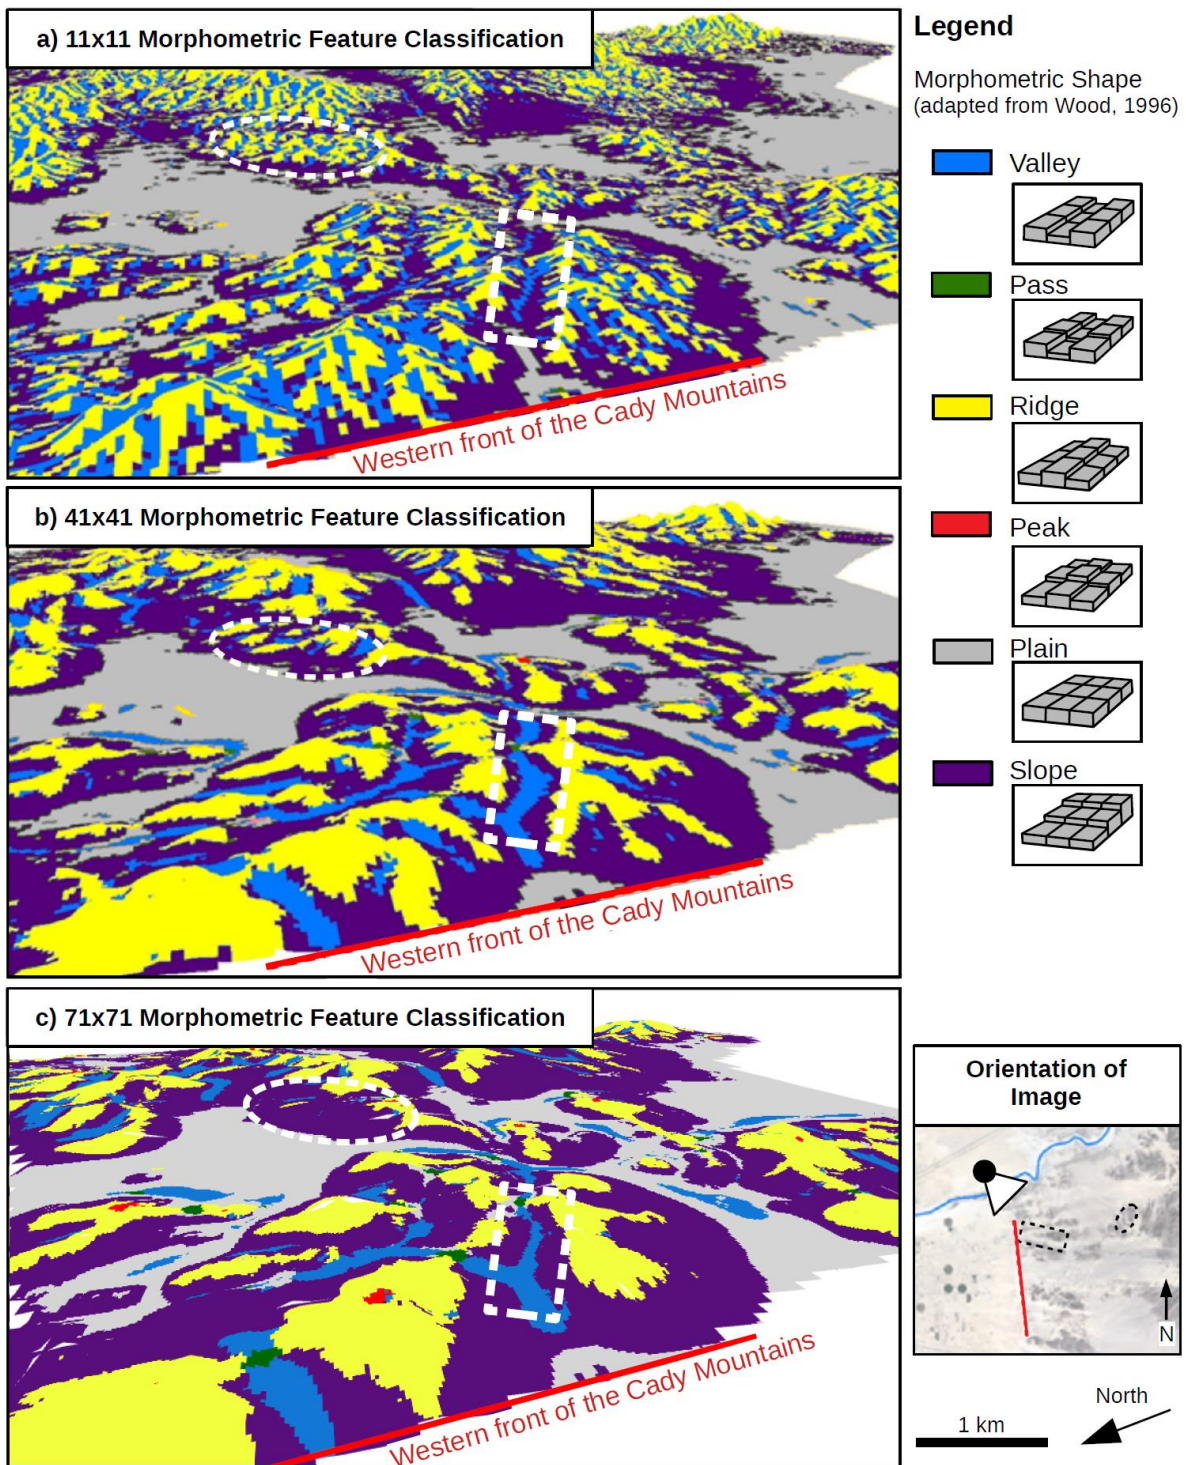 a) 11x11 Morphometric Feature Classification
Western front of the Cady Mountains
b) 41x41 Morphometric Feature Classification
Western front of the Cady Mountains
c) 71x71 Morphometric Feature Classification
Western front of the Cady Mountains
Legend
Morphometric Shape
(adapted from Wood, 1996)
Valley
Pass
Ridge
Peak
Plain
Slope
Orientation of
Image
N
North
1 km